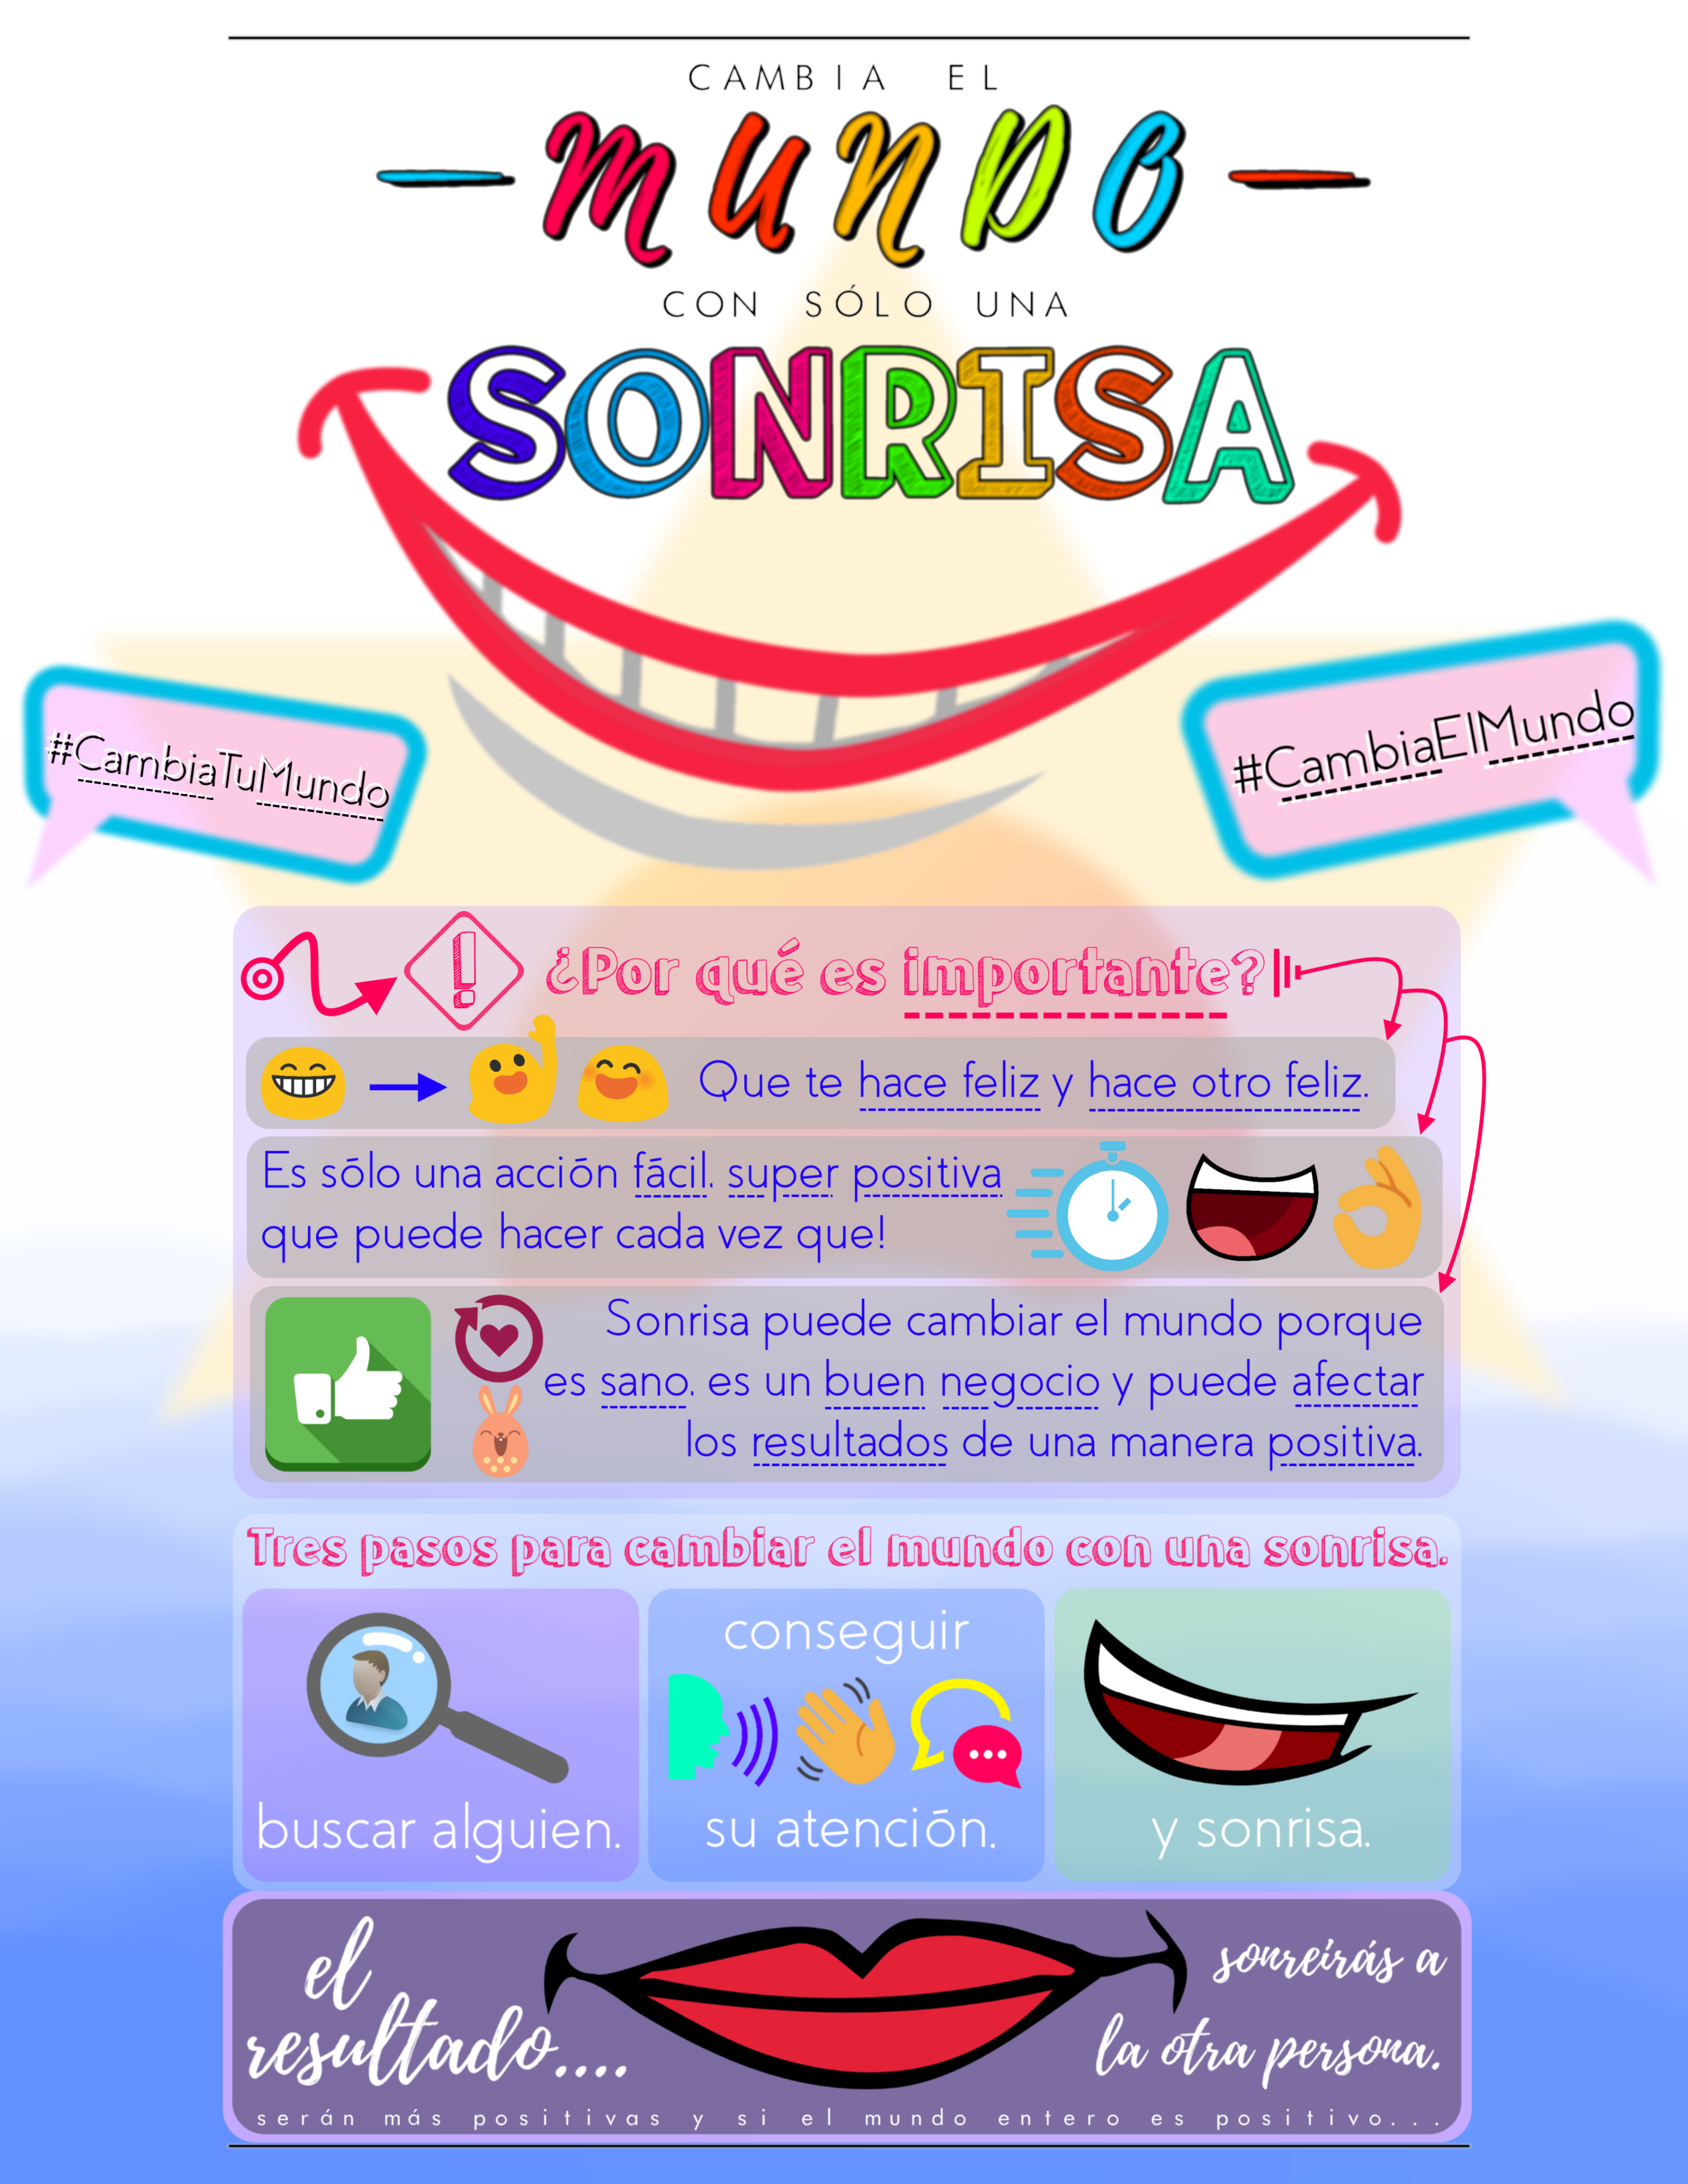 CAMBIA EL
MUNDO
CON SÓLO UNA
SONRISA
#CambiaTuMundo
#CambiaElMundo
! ¿Por qué es importante?
Que te hace feliz y hace otro feliz.
Es sólo una acción fácil, super positiva
que puede hacer cada vez que!
Sonrisa puede cambiar el mundo porque
es sano, es un buen negocio y puede afectar
los resultados de una manera positiva.
Tres pasos para cambiar el mundo con una sonrisa.
buscar alguien.
conseguir
su atención.
y sonrisa.
el
resultado....
sonreírás a
la otra persona.
serán más positivas y si el mundo entero es positivo...